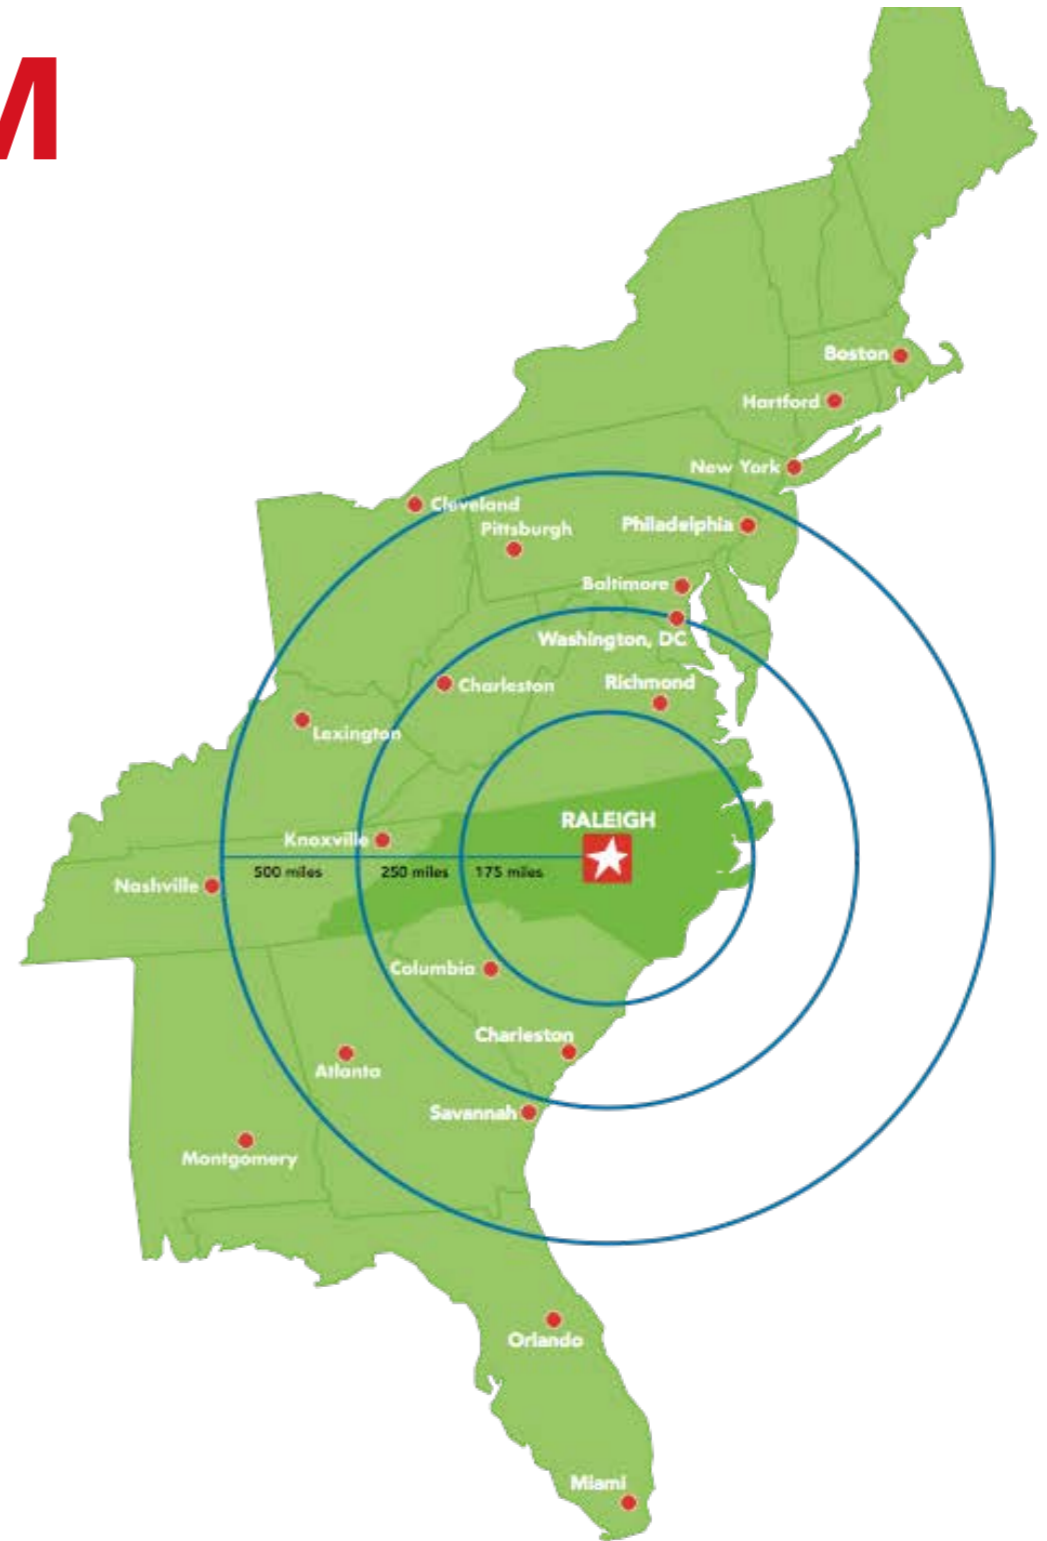 M
Boston
Hartford
New York
Cleveland
Pittsburgh
Philadelphia
Baltimore
Washington, DC
Charleston
Richmond
Lexington
RALEIGH
Knoxville
500 miles
250 miles
175 miles
Nashville
Columbia
Charleston
Atlanta
Savannah
Montgomery
Orlando
Miami